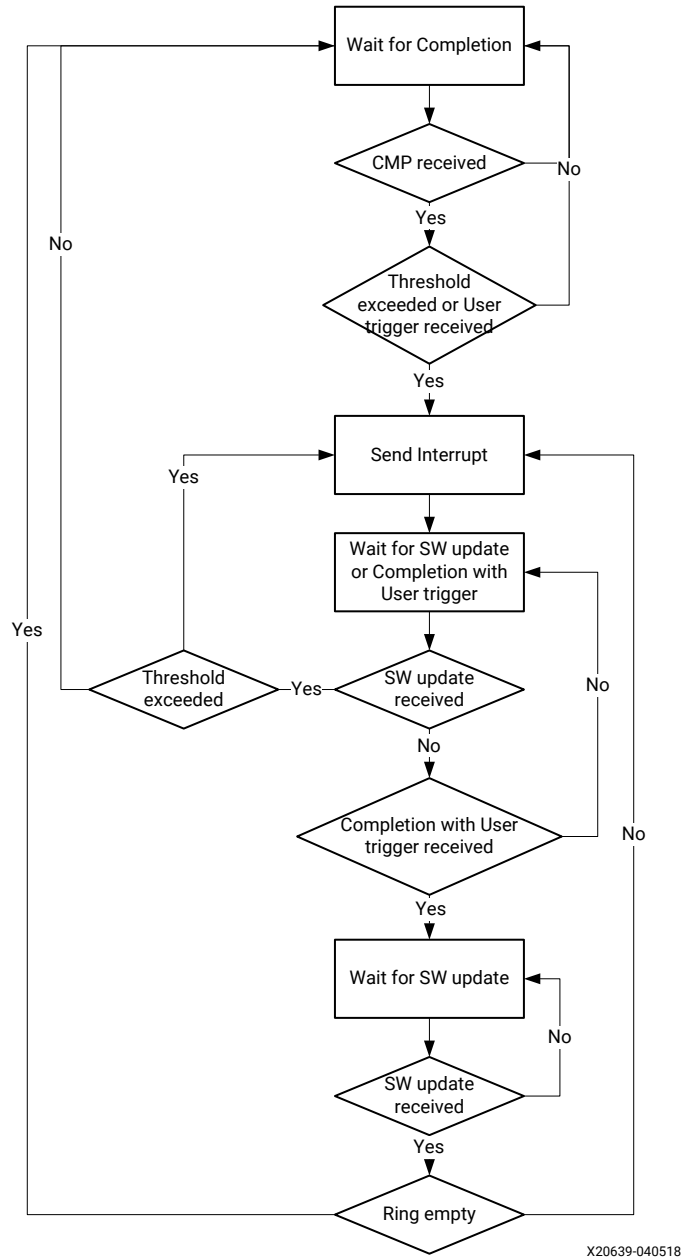 Wait for Completion
CMP received
No
Yes
No
Threshold
exceeded or User
trigger received
Yes
Send Interrupt
Yes
Wait for SW update
or Completion with
User trigger
Yes
Threshold
exceeded
Yes
SW update
received
No
No
Completion with User
trigger received
No
Yes
Wait for SW update
No
SW update
received
Yes
Ring empty
X20639-040518